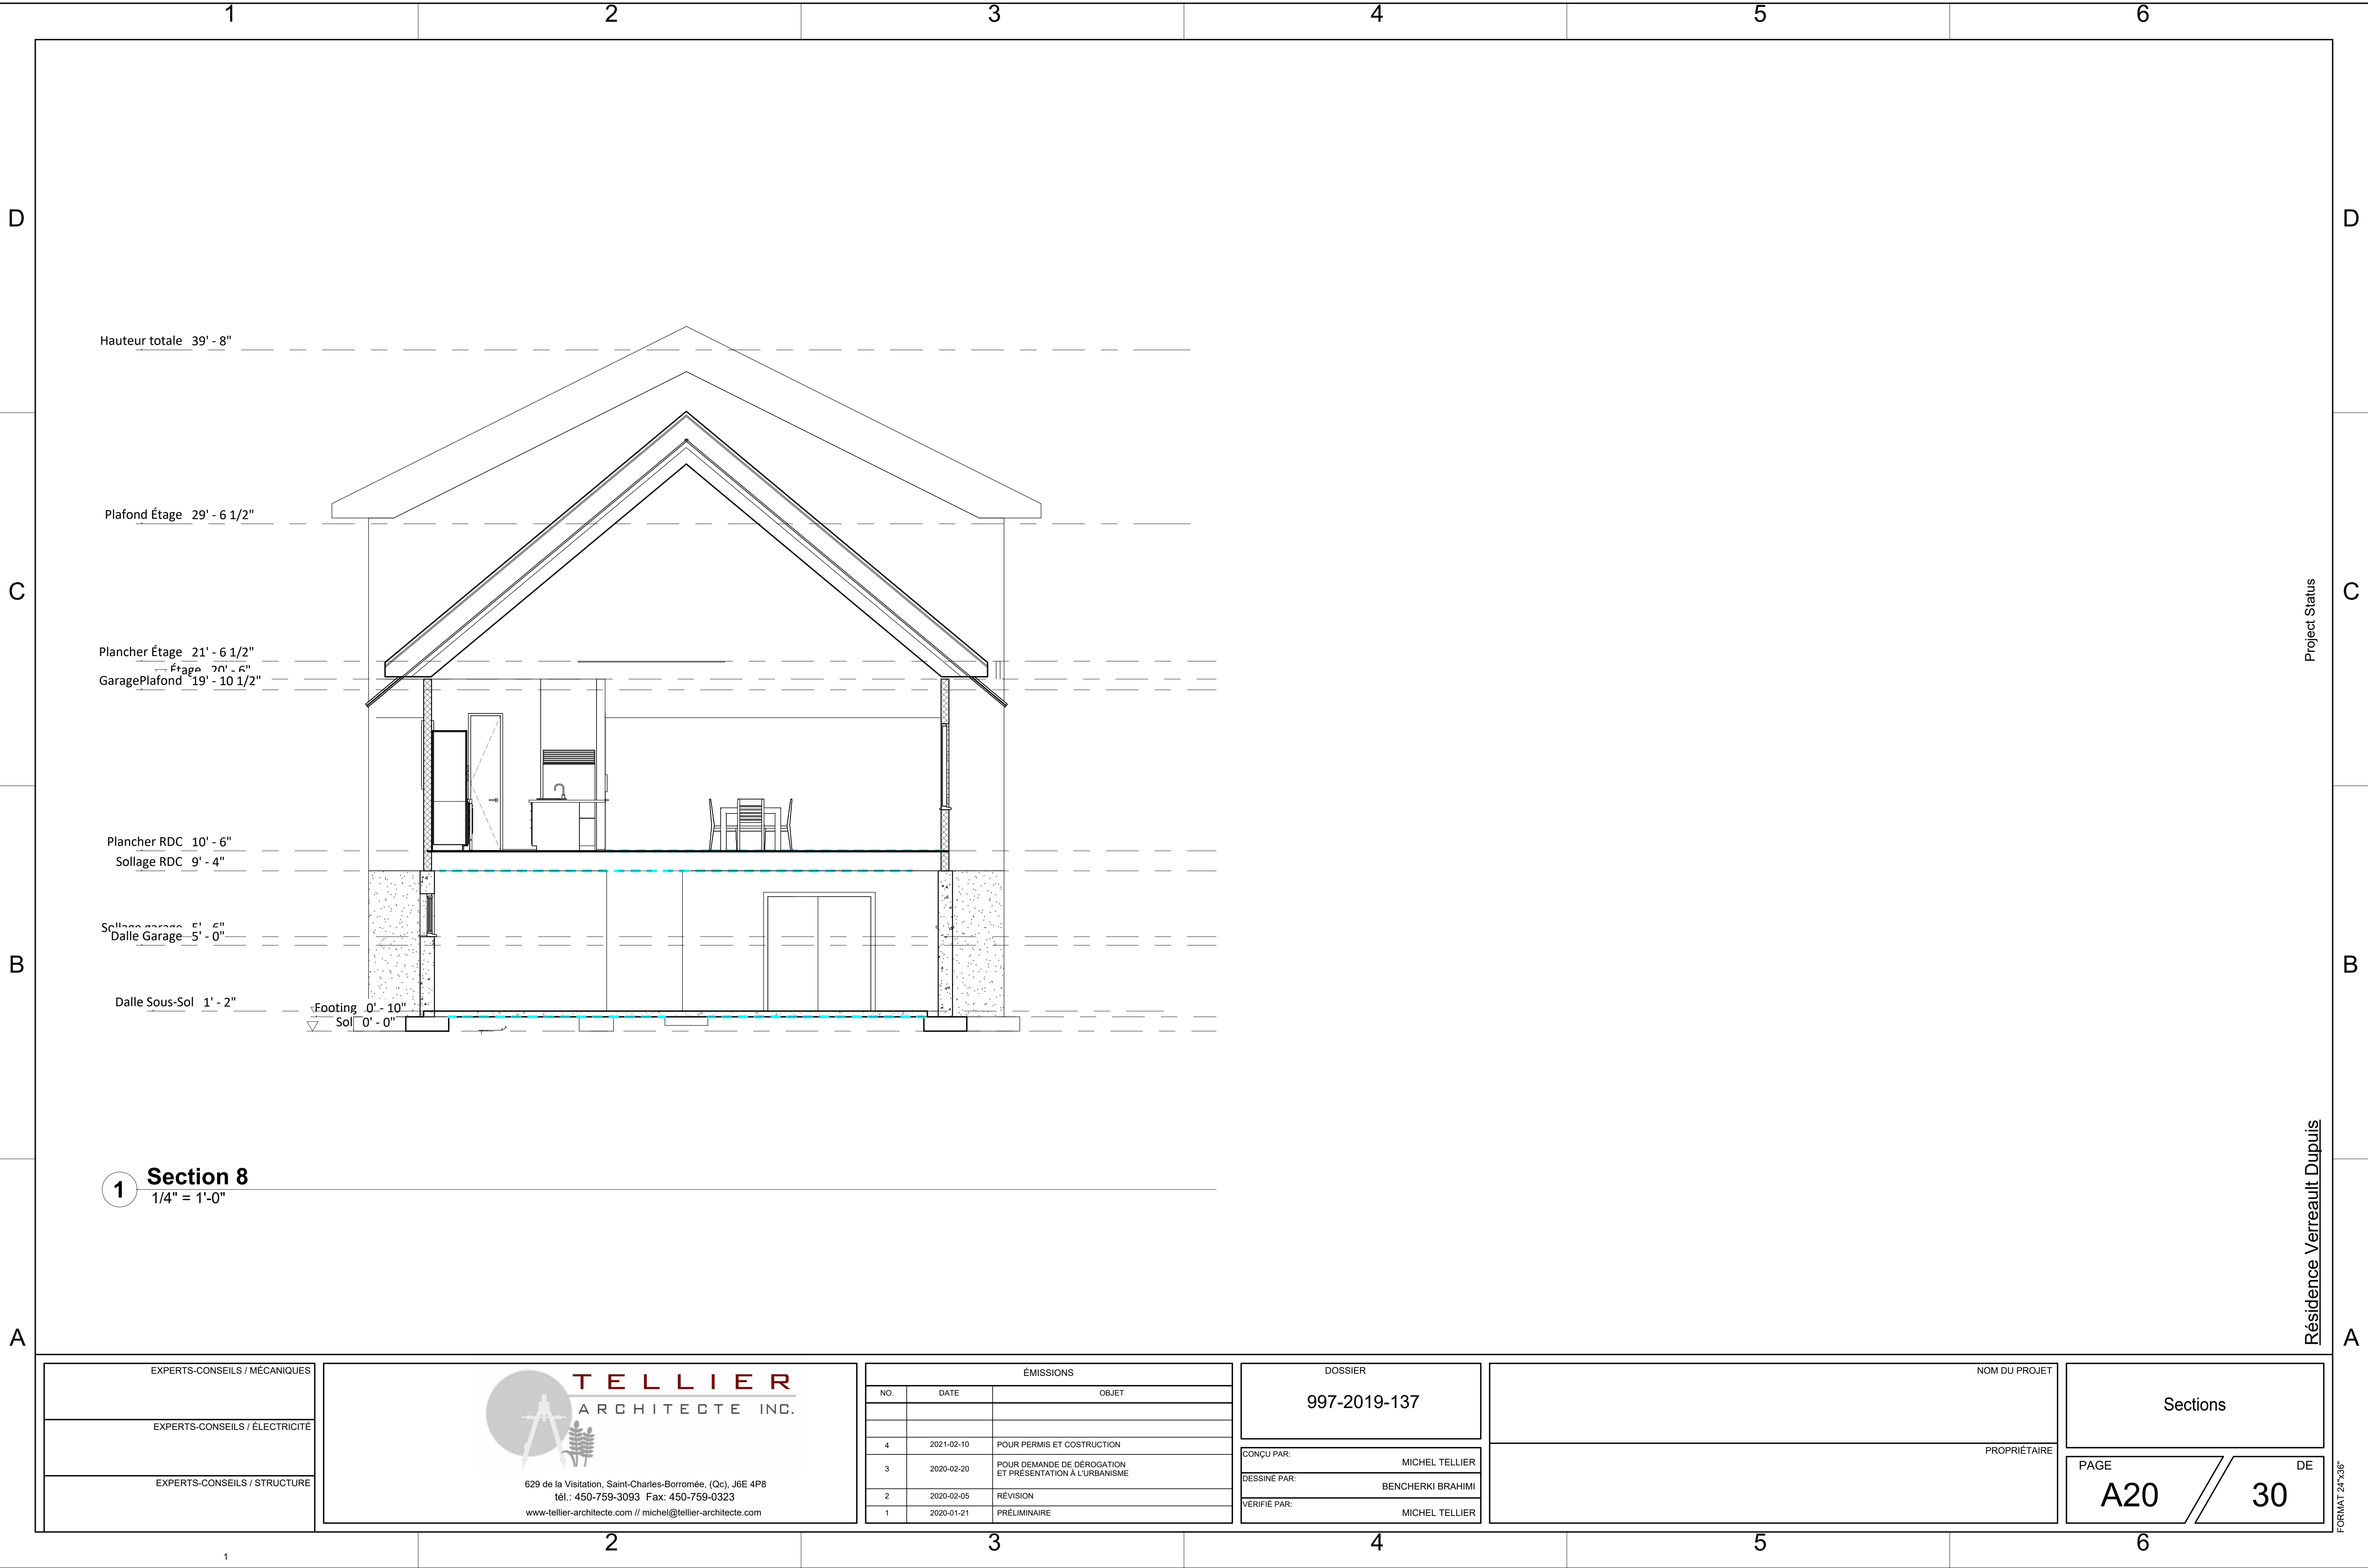 1 2 3 4 5 6
D D
C C
B B
A A
Hauteur totale 39' - 8"
Plafond Étage 29' - 6 1/2"
Plancher Étage 21' - 6 1/2"
Étage 20' - 6"
GaragePlafond 19' - 10 1/2"
Plancher RDC 10' - 6"
Sollage RDC 9' - 4"
Sollage garage 5' - 6"
Dalle Garage 5' - 0"
Dalle Sous-Sol 1' - 2"
Footing 0' - 10"
Sol 0' - 0"
1 Section 8
1/4" = 1'-0"
Project Status
Résidence Verreault Dupuis
EXPERTS-CONSEILS / MÉCANIQUES
EXPERTS-CONSEILS / ÉLECTRICITÉ
EXPERTS-CONSEILS / STRUCTURE
TELLIER
ARCHITECTE INC.
629 de la Visitation, Saint-Charles-Borromée, (Qc), J6E 4P8
tél.: 450-759-3093 Fax: 450-759-0323
www-tellier-architecte.com // michel@tellier-architecte.com
ÉMISSIONS
NO. DATE OBJET
4 2021-02-10 POUR PERMIS ET COSTRUCTION
3 2020-02-20 POUR DEMANDE DE DÉROGATION
ET PRÉSENTATION À L'URBANISME
2 2020-02-05 RÉVISION
1 2020-01-21 PRÉLIMINAIRE
DOSSIER
997-2019-137
CONÇU PAR:
MICHEL TELLIER
DESSINÉ PAR:
BENCHERKI BRAHIMI
VÉRIFIÉ PAR:
MICHEL TELLIER
NOM DU PROJET
PROPRIÉTAIRE
Sections
PAGE DE
A20 30
FORMAT 24"x36"
2 3 4 5 6
1